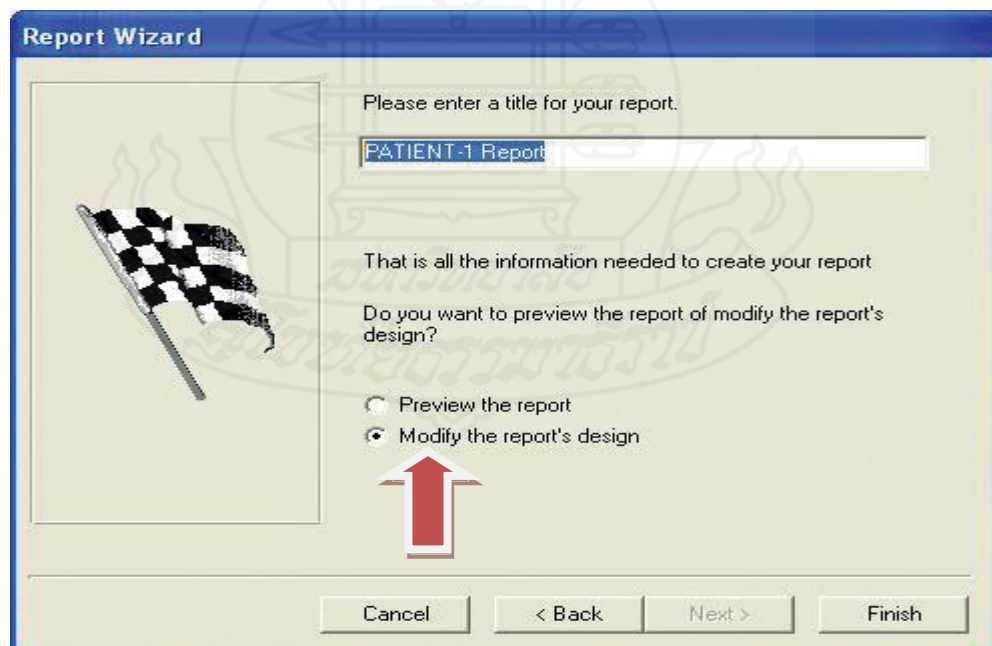 Report Wizard
Please enter a title for your report.
PATIENT-1 Report
That is all the information needed to create your report
Do you want to preview the report of modify the report's
design?
Preview the report
Modify the report's design
Cancel
< Back
Next >
Finish